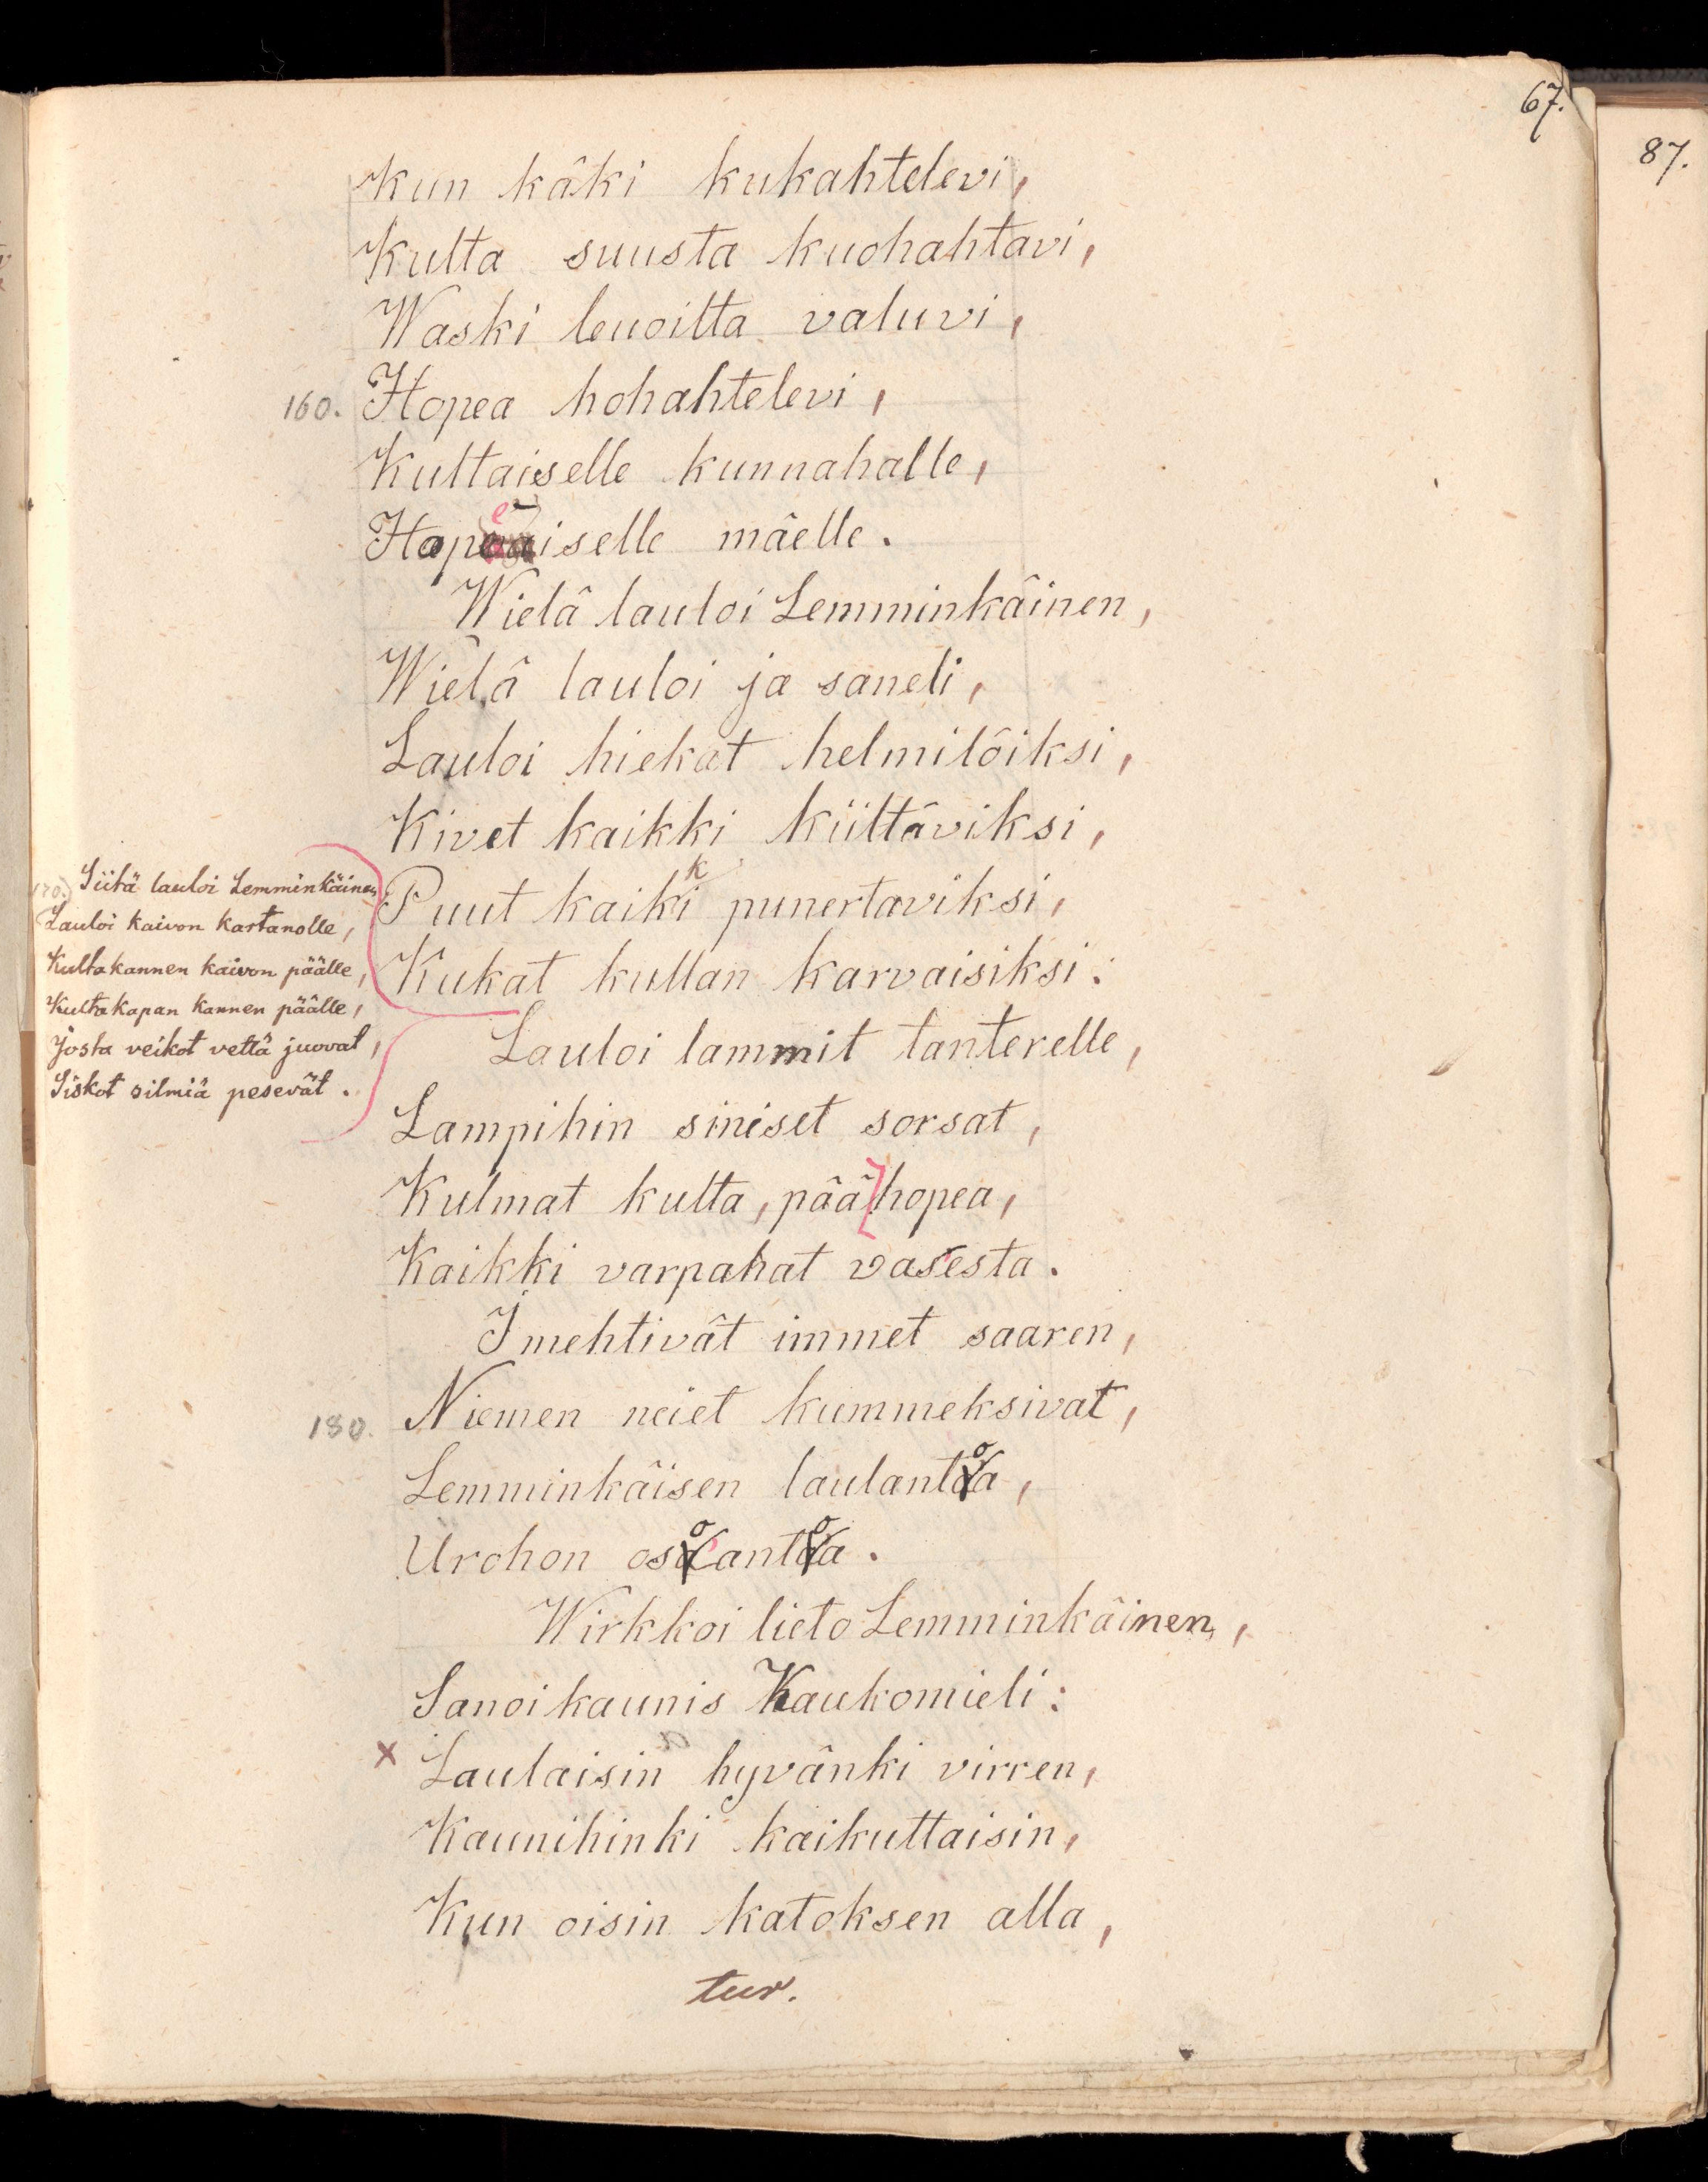 67.
87.
Kun käki kukahtelevi,
Kulta suusta kuohahtavi,
Waski leuoilta valuvi,
160. Hopea hohahtelevi,
Kultaiselle kunnahalle,
Hopeiselle mäelle.
Wielä lauloi Lemminkäinen,
Wielä lauloi ja saneli,
Lauloi hiekat helmilöiksi,
Kivet kaikki kiiltäviksi,
Puut kaikki punertaviksi,
Kukat kullan karvaisiksi.
170. Siitä lauloi Lemminkäinen
Lauloi kaivon kartanolle,
Kultakannen kaivon päälle,
Kultakapan kannen päälle,
Josta veikot vettä juovat,
Siskot silmiä pesevät.
Lauloi lammit tanterelle,
Lampihin siniset sorsat,
Kulmat kulta, pää hopea,
Kaikki varpahat vasesta.
Imehtivät immet saaren,
180. Niemen neiet kummeksivat,
Lemminkäisen laulantoa,
Urohon osoantoa.
Wirkkoi lieto Lemminkäinen,
Sanoi kaunis Kaukomieli:
x Laulaisin hyvänki virren,
Kaunihinki kaikuttaisin,
Kun oisin katoksen alla,
tur.